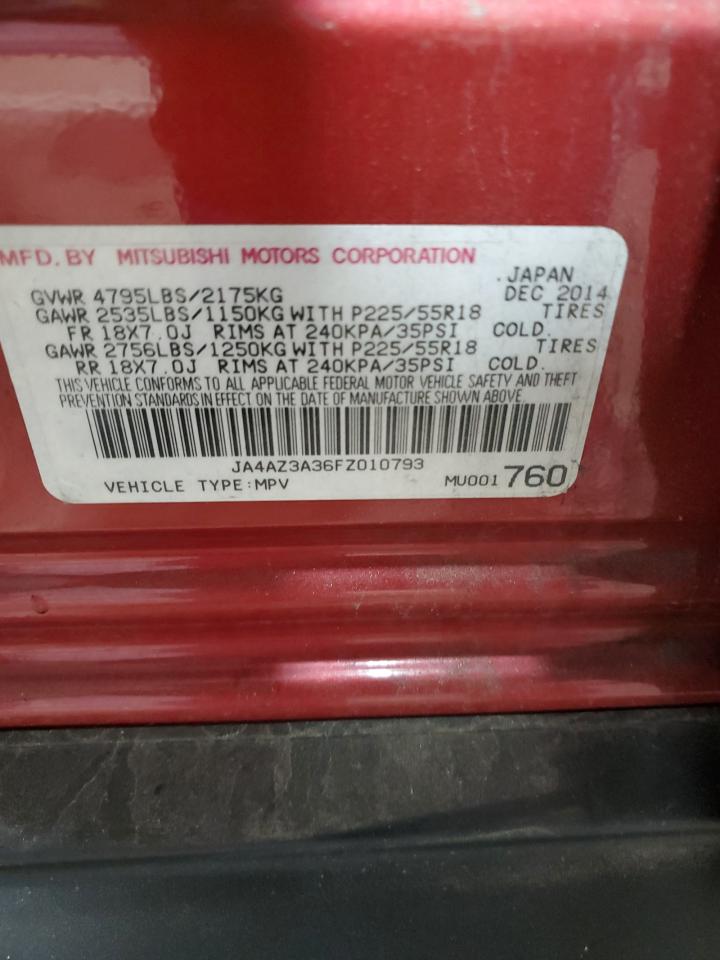 MFD. BY MITSUBISHI MOTORS CORPORATION
.JAPAN
GVWR 4795LBS/2175KG DEC 2014
GAWR 2535LBS/1150KG WITH P225/55R18 TIRES
FR 18X7.0J RIMS AT 240KPA/35PSI COLD.
GAWR 2756LBS/1250KG WITH P225/55R18 TIRES
RR 18X7.0J RIMS AT 240KPA/35PSI COLD.
THIS VEHICLE CONFORMS TO ALL APPLICABLE FEDERAL MOTOR VEHICLE SAFETY AND THEFT
PREVENTION STANDARDS IN EFFECT ON THE DATE OF MANUFACTURE SHOWN ABOVE.
JA4AZ3A36FZ010793
VEHICLE TYPE:MPV MU001760